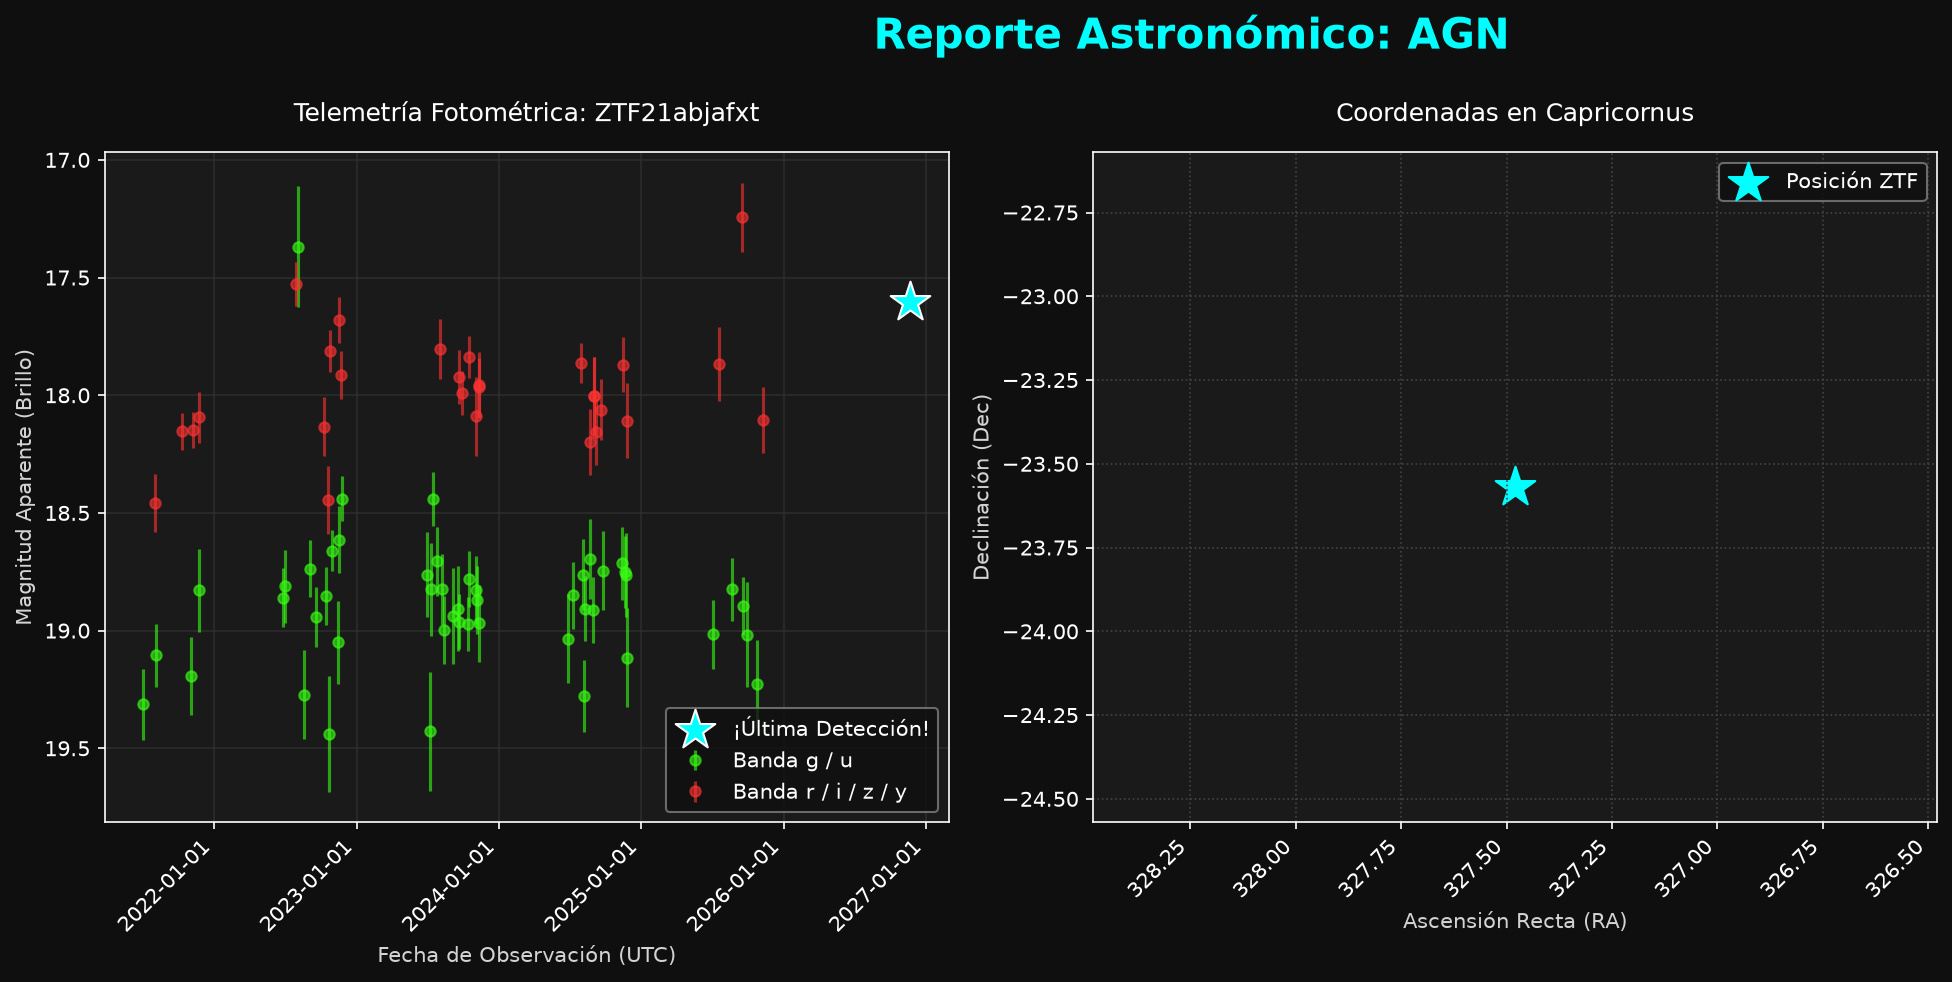 Reporte Astronómico: AGN
Telemetría Fotométrica: ZTF21abjafxt
Magnitud Aparente (Brillo)
17.0
17.5
18.0
18.5
19.0
19.5
¡Última Detección!
Banda g / u
Banda r / i / z / y
2022-01-01
2023-01-01
2024-01-01
2025-01-01
2026-01-01
2027-01-01
Fecha de Observación (UTC)
Coordenadas en Capricornus
Posición ZTF
Declinación (Dec)
−22.75
−23.00
−23.25
−23.50
−23.75
−24.00
−24.25
−24.50
328.25
328.00
327.75
327.50
327.25
327.00
326.75
326.50
Ascensión Recta (RA)